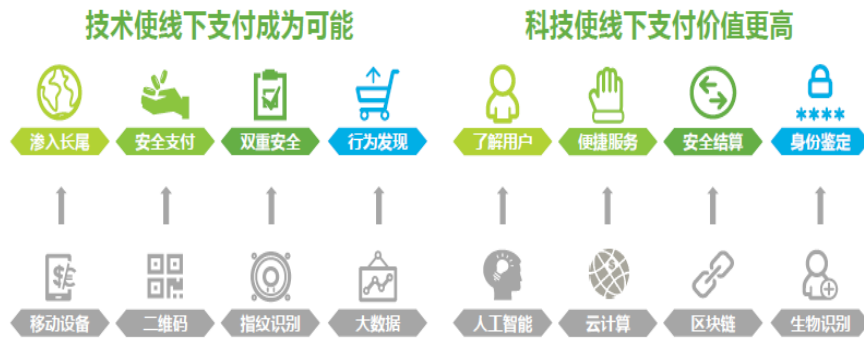 技术使线下支付成为可能
科技使线下支付价值更高
****
渗入长尾
安全支付
双重安全
行为发现
了解用户
便捷服务
安全结算
身份鉴定
$/€
$
移动设备
二维码
指纹识别
大数据
人工智能
云计算
区块链
生物识别